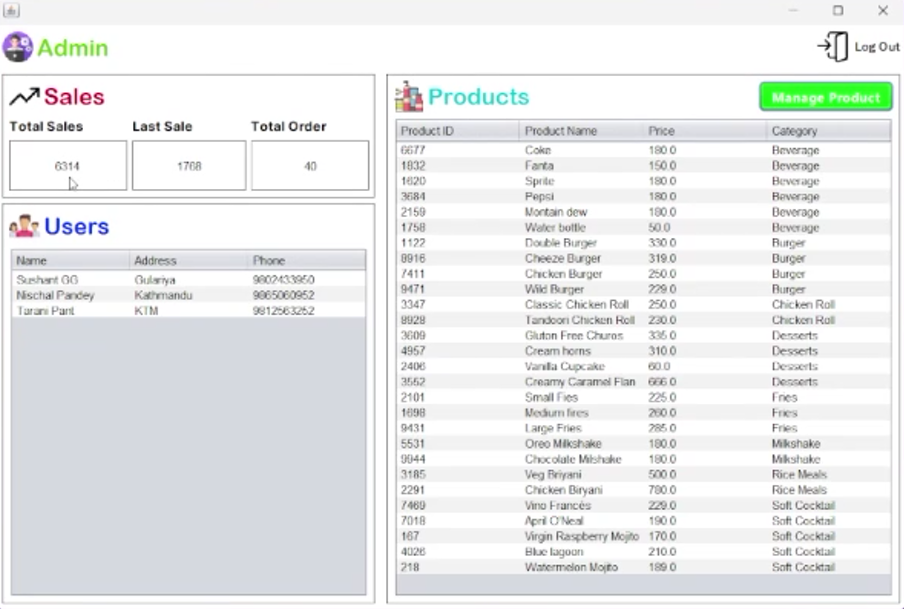 Admin
Log Out
Sales
Total Sales Last Sale Total Order
6314 1768 40
Users
Name Address Phone
Sushant GG Gulariya 9802433950
Nischal Pandey Kathmandu 9865060952
Tarani Pant KTM 9812563252
Products
Manage Product
Product ID Product Name Price Category
6677 Coke 180.0 Beverage
1832 Fanta 150.0 Beverage
1620 Sprite 180.0 Beverage
3684 Pepsi 180.0 Beverage
2159 Montain dew 180.0 Beverage
1758 Water bottle 50.0 Beverage
1122 Double Burger 330.0 Burger
8916 Cheeze Burger 319.0 Burger
7411 Chicken Burger 250.0 Burger
9471 Wild Burger 229.0 Burger
3347 Classic Chicken Roll 250.0 Chicken Roll
8928 Tandoori Chicken Roll 230.0 Chicken Roll
3609 Gluton Free Churos 335.0 Desserts
4957 Cream horns 310.0 Desserts
2406 Vanilla Cupcake 60.0 Desserts
3552 Creamy Caramel Flan 666.0 Desserts
2101 Small Fies 225.0 Fries
1698 Medium fires 260.0 Fries
9431 Large Fries 285.0 Fries
5531 Oreo Milkshake 180.0 Milkshake
9944 Chocolate Milshake 180.0 Milkshake
3185 Veg Briyani 500.0 Rice Meals
2291 Chicken Biryani 780.0 Rice Meals
7469 Vino Francés 229.0 Soft Cocktail
7018 April O'Neal 190.0 Soft Cocktail
167 Virgin Raspberry Mojito 170.0 Soft Cocktail
4026 Blue lagoon 210.0 Soft Cocktail
218 Watermelon Mojito 189.0 Soft Cocktail